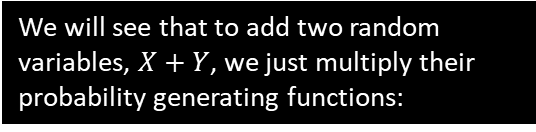 We will see that to add two random
variables, X + Y, we just multiply their
probability generating functions: